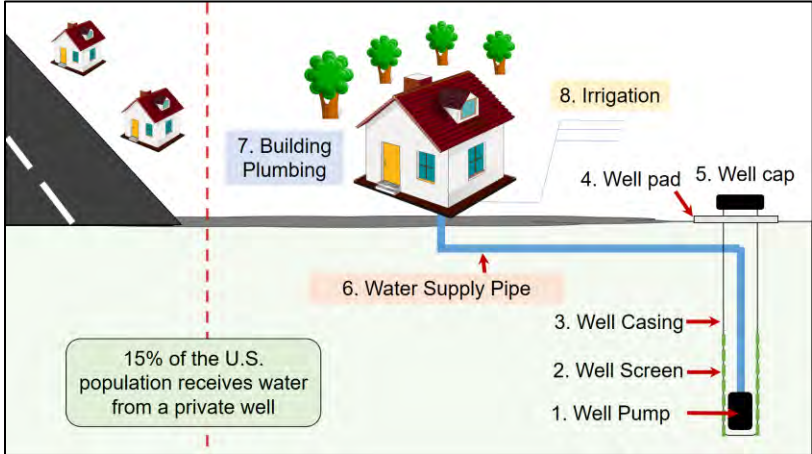 8. Irrigation
7. Building
Plumbing
4. Well pad
5. Well cap
6. Water Supply Pipe
3. Well Casing
2. Well Screen
1. Well Pump
15% of the U.S.
population receives water
from a private well